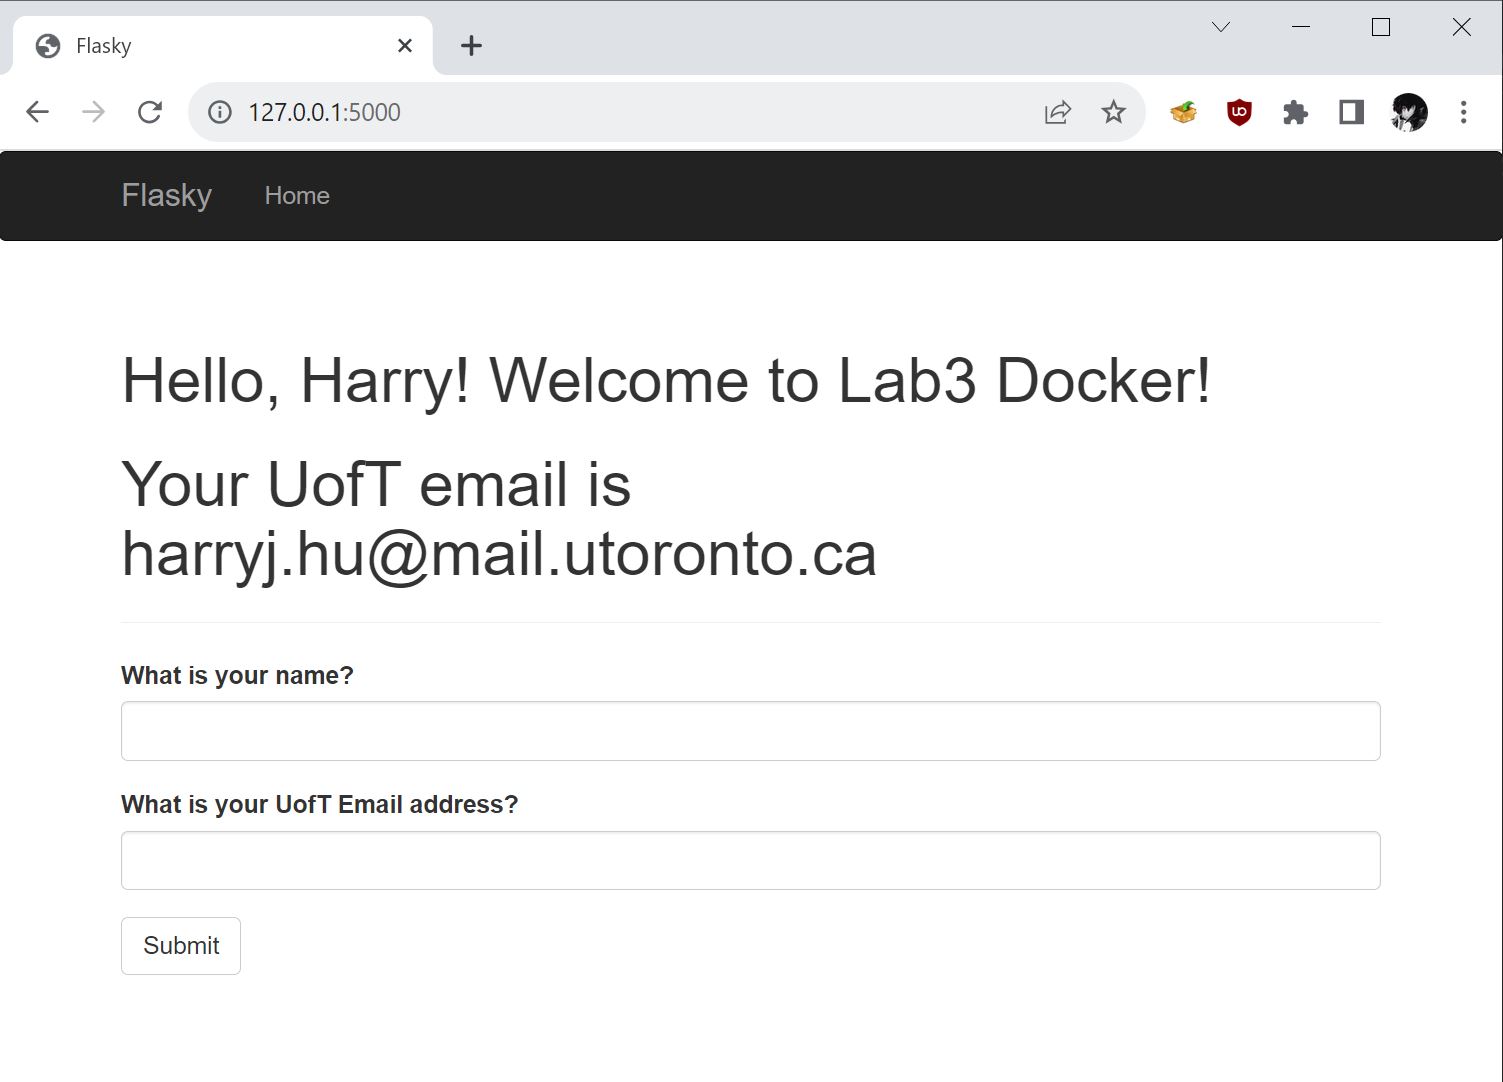 Flasky
127.0.0.1:5000
Flasky Home
Hello, Harry! Welcome to Lab3 Docker!
Your UofT email is
harryj.hu@mail.utoronto.ca
What is your name?
What is your UofT Email address?
Submit